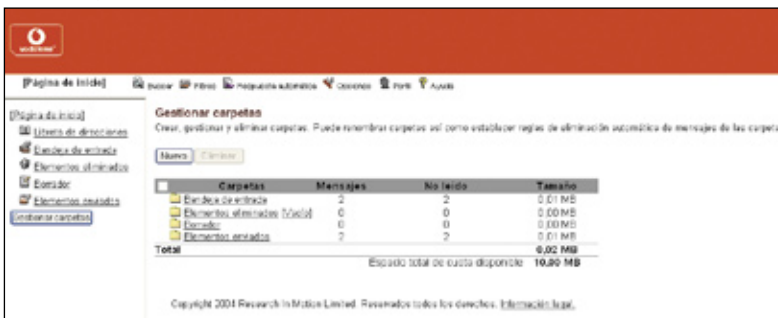 vodafone
[Página de inicio] Buscar Filtros Respuesta automática Opciones Perfil Ayuda
[Página de inicio]
Libreta de direcciones
Bandeja de entrada
Elementos eliminados
Borrador
Elementos enviados
Gestionar carpetas
Gestionar carpetas
Crear, gestionar y eliminar carpetas. Puede renombrar carpetas así como establecer reglas de eliminación automática de mensajes de las carpeta
Nueva Eliminar
Carpetas Mensajes No leído Tamaño
Bandeja de entrada 2 2 0,01 MB
Elementos eliminados [Vacía] 0 0 0,00 MB
Borrador 0 0 0,00 MB
Elementos enviados 2 2 0,01 MB
Total 0,02 MB
Espacio total de cuota disponible 10,00 MB
Copyright 2004 Research In Motion Limited. Reservados todos los derechos. Información legal.